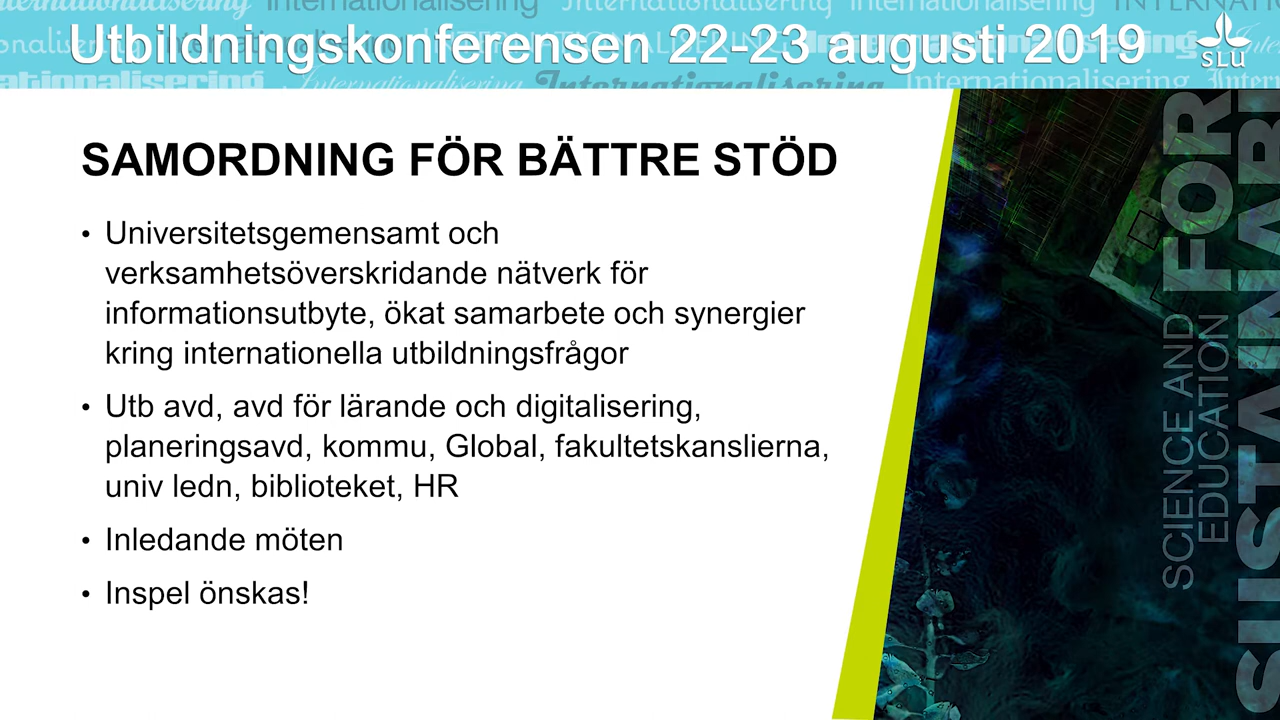 Internationalisering
Utbildningskonferensen 22-23 augusti 2019
SLU
Internationalisering
SAMORDNING FÖR BÄTTRE STÖD
• Universitetsgemensamt och
verksamhetsöverskridande nätverk för
informationsutbyte, ökat samarbete och synergier
kring internationella utbildningsfrågor
• Utb avd, avd för lärande och digitalisering,
planeringsavd, kommu, Global, fakultetskanslierna,
univ ledn, biblioteket, HR
• Inledande möten
• Inspel önskas!
SCIENCE AND
EDUCATION
FOR